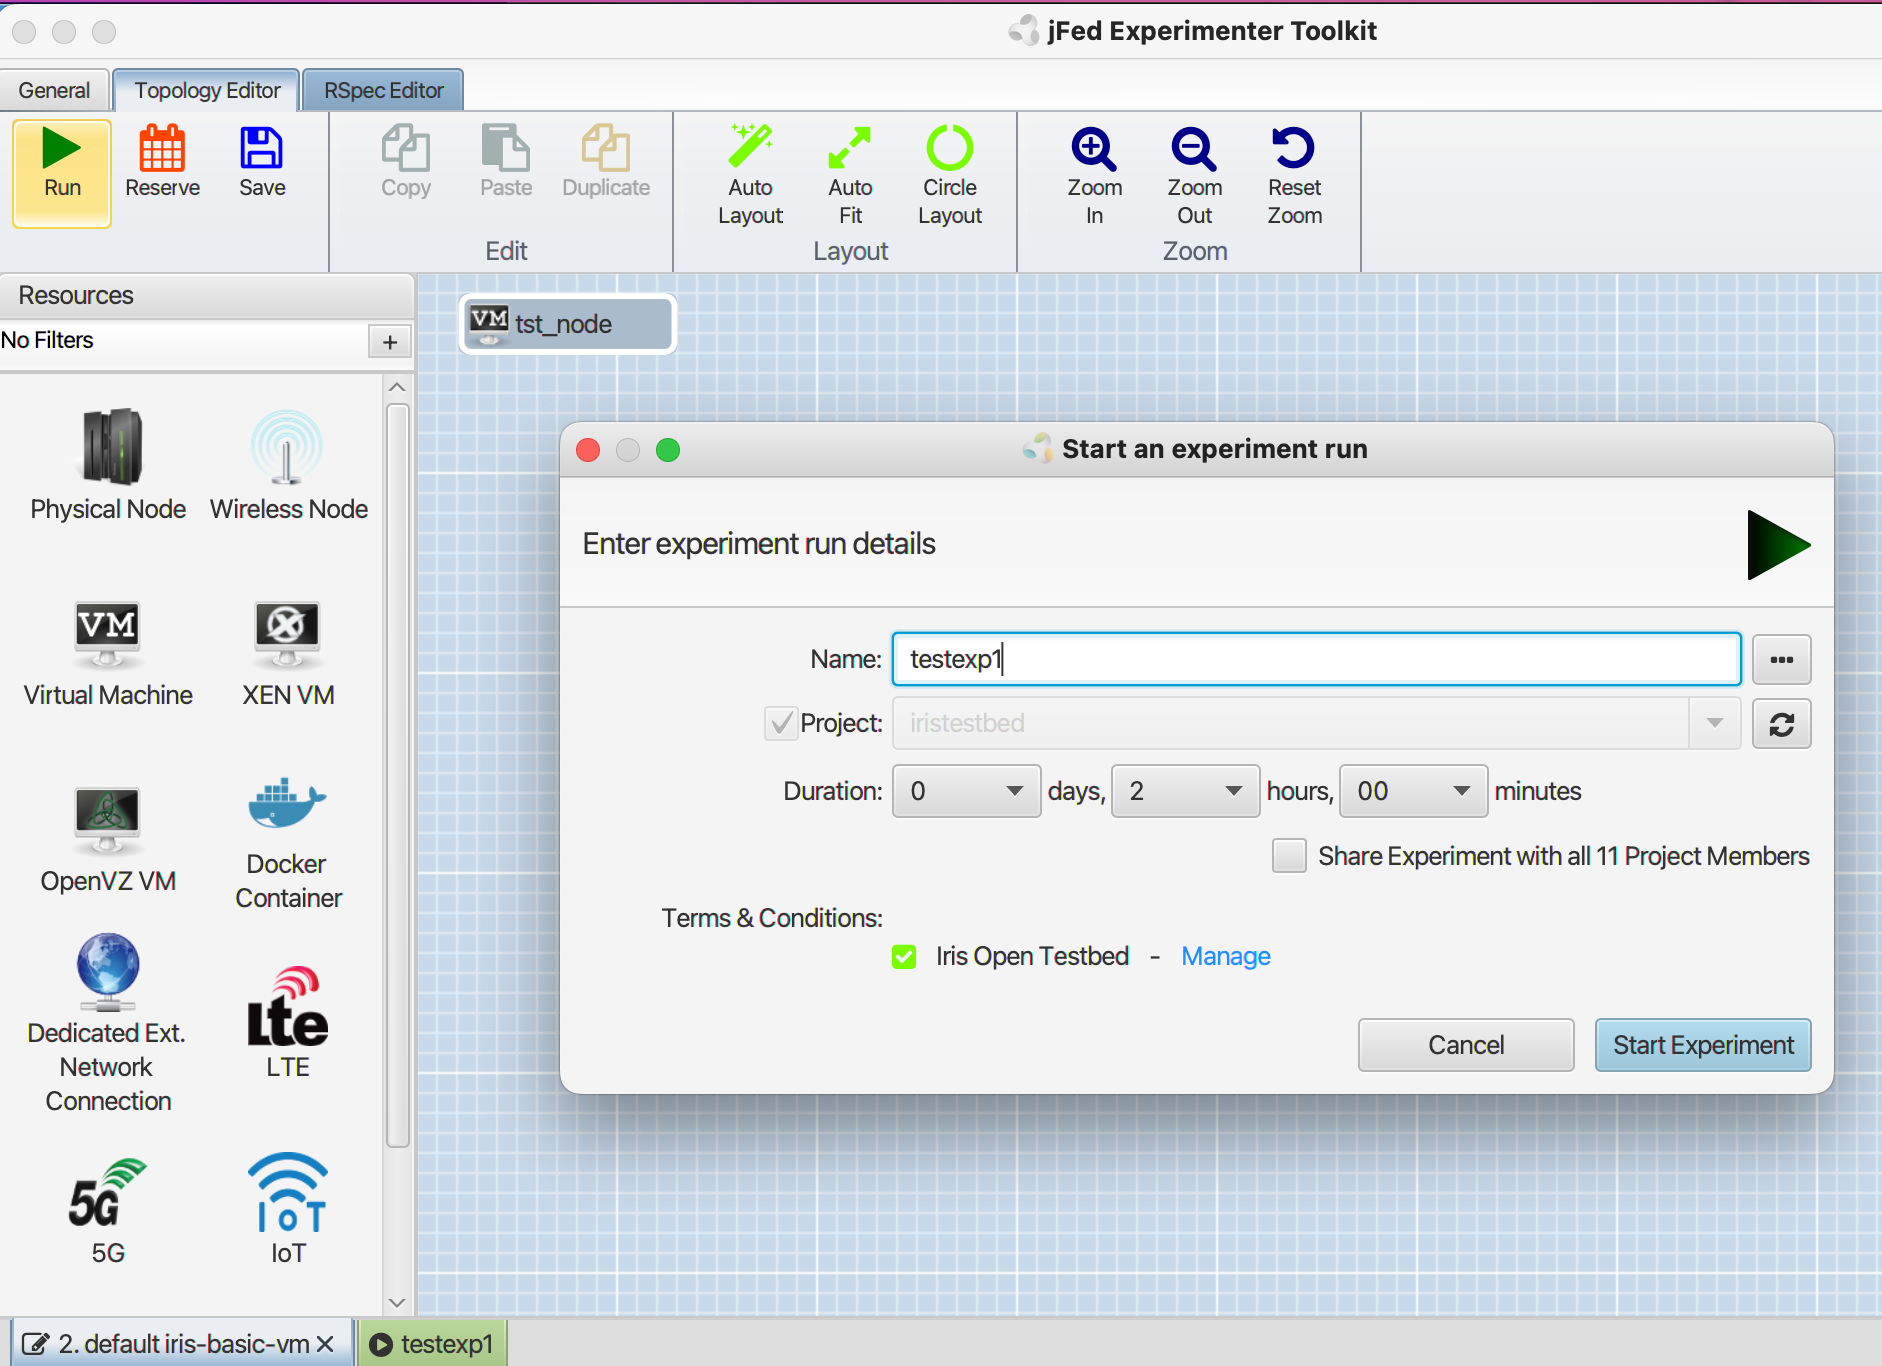 jFed Experimenter Toolkit
General
Topology Editor
RSpec Editor
Run
Reserve
Save
Copy
Paste
Duplicate
Edit
Auto
Layout
Auto
Fit
Circle
Layout
Layout
Zoom
In
Zoom
Out
Reset
Zoom
Zoom
Resources
No Filters
+
Physical Node
Wireless Node
VM
Virtual Machine
XEN VM
OpenVZ VM
Docker
Container
Dedicated Ext.
Network
Connection
Lte
LTE
5G
5G
IoT
IoT
VM tst_node
Start an experiment run
Enter experiment run details
Name: testexp1
...
Project: iristestbed
Duration: 0 days, 2 hours, 00 minutes
Share Experiment with all 11 Project Members
Terms & Conditions:
Iris Open Testbed - Manage
Cancel
Start Experiment
2. default iris-basic-vm
testexp1